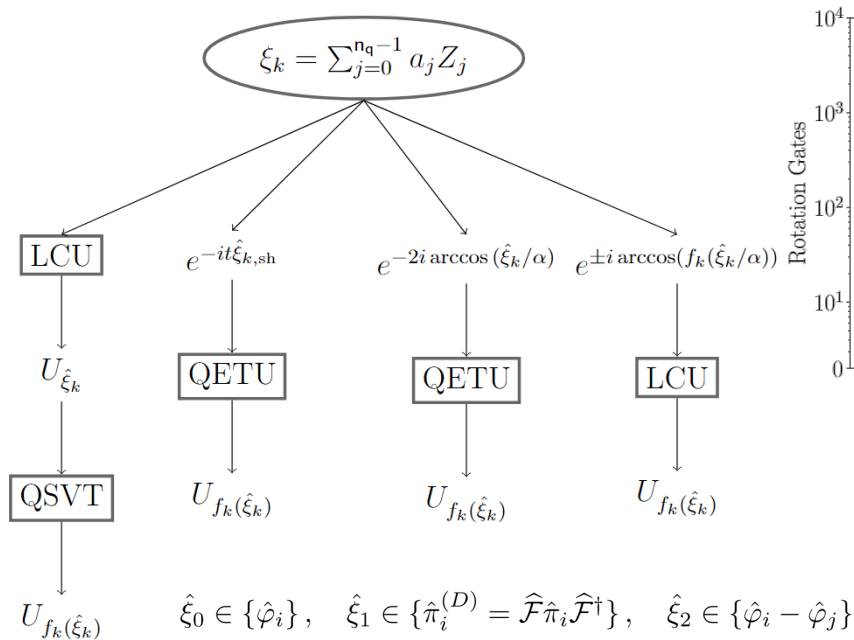 ξ_k = ∑_{j=0}^{n_q−1} a_j Z_j
10^4
10^3
10^2
10^1
0
Rotation Gates
LCU
e^{−itξ̂_{k,sh}}
e^{−2i arccos(ξ̂_k/α)}
e^{±i arccos(f_k(ξ̂_k/α))}
U_{ξ̂_k}
QETU
QETU
LCU
QSVT
U_{f_k(ξ̂_k)}
U_{f_k(ξ̂_k)}
U_{f_k(ξ̂_k)}
U_{f_k(ξ̂_k)}
ξ̂_0 ∈ {φ̂_i} , ξ̂_1 ∈ {π̂_i^{(D)} = F̂π̂_iF̂^†} , ξ̂_2 ∈ {φ̂_i − φ̂_j}